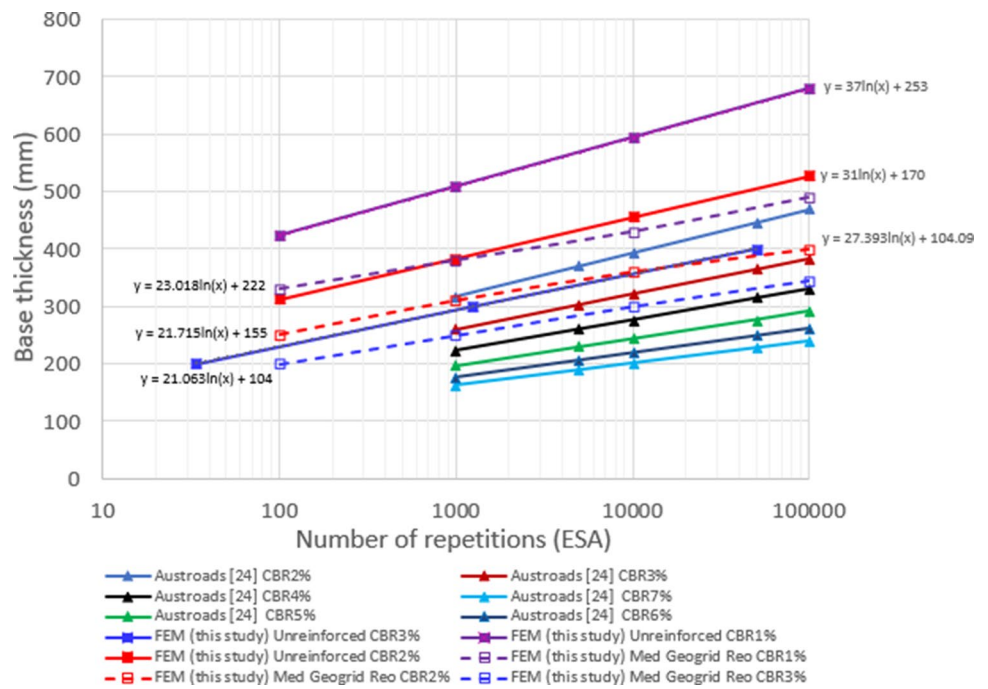 800
700
600
500
400
300
200
100
0
Base thickness (mm)
y = 37ln(x) + 253
y = 31ln(x) + 170
y = 27.393ln(x) + 104.09
y = 23.018ln(x) + 222
y = 21.715ln(x) + 155
y = 21.063ln(x) + 104
10 100 1000 10000 100000
Number of repetitions (ESA)
Austroads [24] CBR2% Austroads [24] CBR3%
Austroads [24] CBR4% Austroads [24] CBR7%
Austroads [24] CBR5% Austroads [24] CBR6%
FEM (this study) Unreinforced CBR3% FEM (this study) Unreinforced CBR1%
FEM (this study) Unreinforced CBR2% FEM (this study) Med Geogrid Reo CBR1%
FEM (this study) Med Geogrid Reo CBR2% FEM (this study) Med Geogrid Reo CBR3%